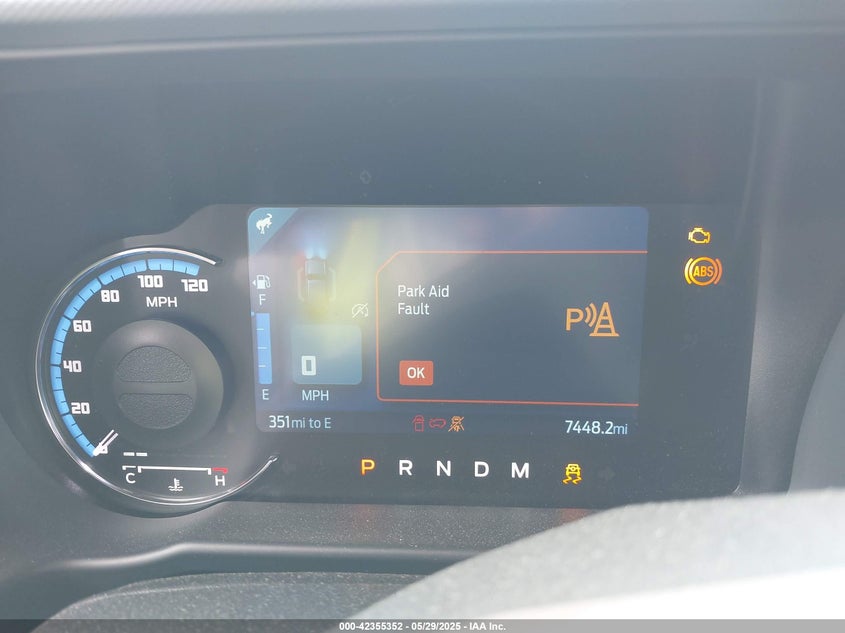 120
100
80
MPH
60
40
20
0
C
H
F
E
0
MPH
Park Aid
Fault
P
OK
ABS
351mi to E
7448.2mi
P R N D M
000-42355352 - 05/29/2025 - IAA Inc.